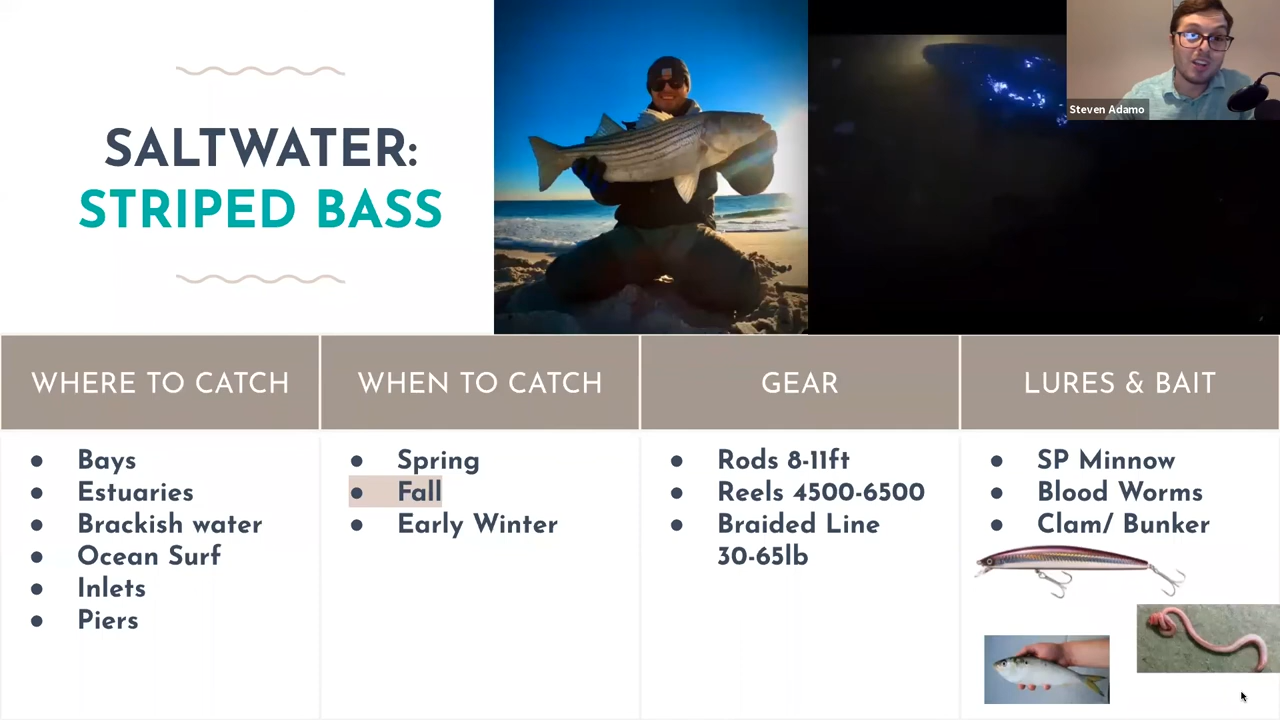 SALTWATER:
STRIPED BASS
Steven Adamo
WHERE TO CATCH
WHEN TO CATCH
GEAR
LURES & BAIT
● Bays
● Estuaries
● Brackish water
● Ocean Surf
● Inlets
● Piers
● Spring
● Fall
● Early Winter
● Rods 8-11ft
● Reels 4500-6500
● Braided Line
30-65lb
● SP Minnow
● Blood Worms
● Clam/ Bunker